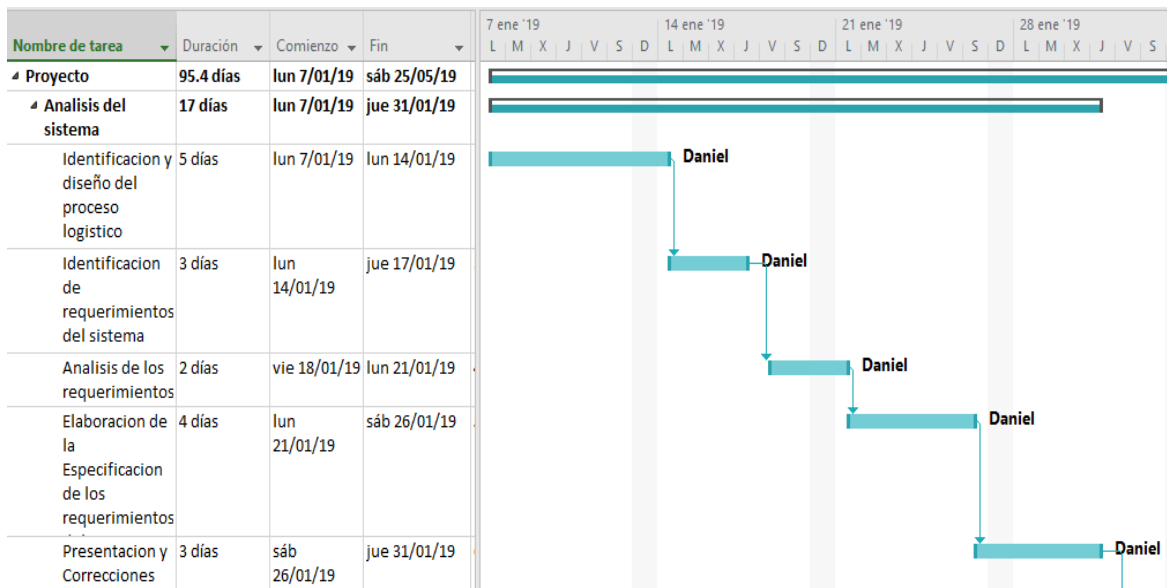 7 ene '19 14 ene '19 21 ene '19 28 ene '19
Nombre de tarea Duración Comienzo Fin L M X J V S D L M X J V S D L M X J V S D L M X J V S
Proyecto 95.4 días lun 7/01/19 sáb 25/05/19
Analisis del 17 días lun 7/01/19 jue 31/01/19
sistema
Identificacion y 5 días lun 7/01/19 lun 14/01/19 Daniel
diseño del
proceso
logistico
Identificacion 3 días lun jue 17/01/19 Daniel
de 14/01/19
requerimientos
del sistema
Analisis de los 2 días vie 18/01/19 lun 21/01/19 Daniel
requerimientos
Elaboracion de 4 días lun sáb 26/01/19 Daniel
la 21/01/19
Especificacion
de los
requerimientos
Presentacion y 3 días sáb jue 31/01/19 Daniel
Correcciones 26/01/19